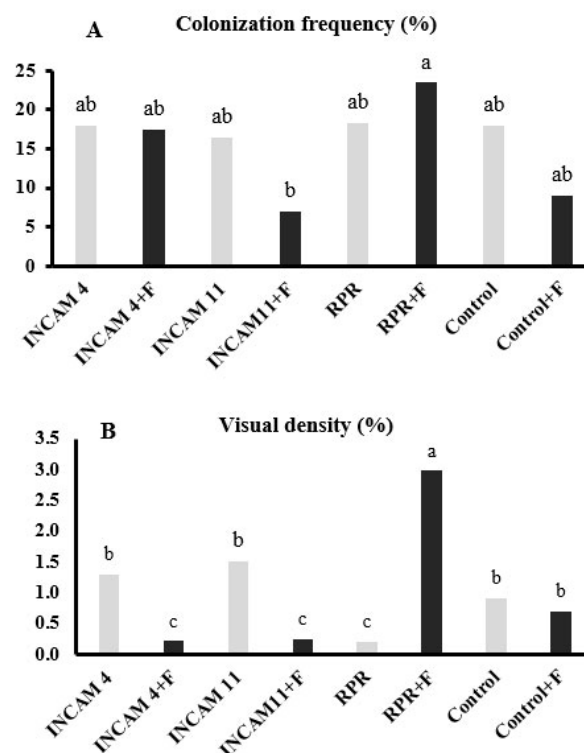 A Colonization frequency (%)
25
20
15
10
5
0
ab ab ab b ab a ab ab
INCAM 4 INCAM 4+F INCAM 11 INCAM11+F RPR RPR+F Control Control+F
B Visual density (%)
3.5
3.0
2.5
2.0
1.5
1.0
0.5
0.0
b c b c c a b b
INCAM 4 INCAM 4+F INCAM 11 INCAM11+F RPR RPR+F Control Control+F